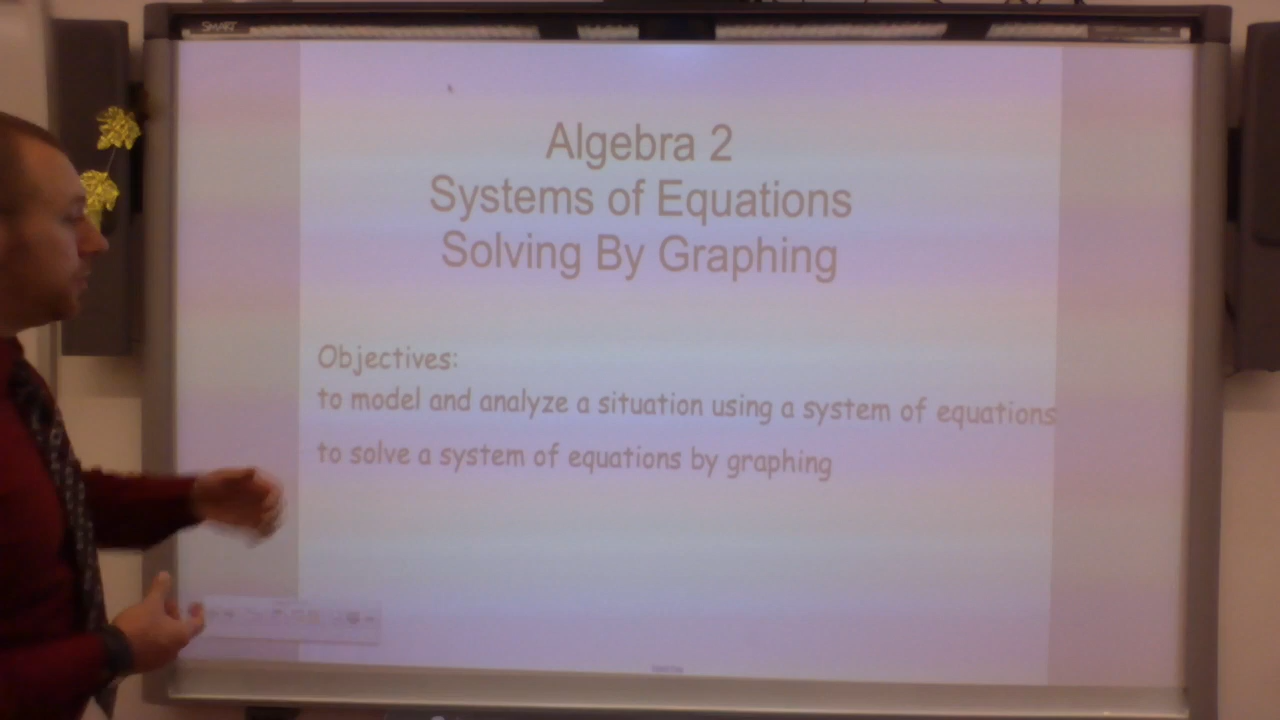 SMART
Algebra 2
Systems of Equations
Solving By Graphing
Objectives:
to model and analyze a situation using a system of equations
to solve a system of equations by graphing